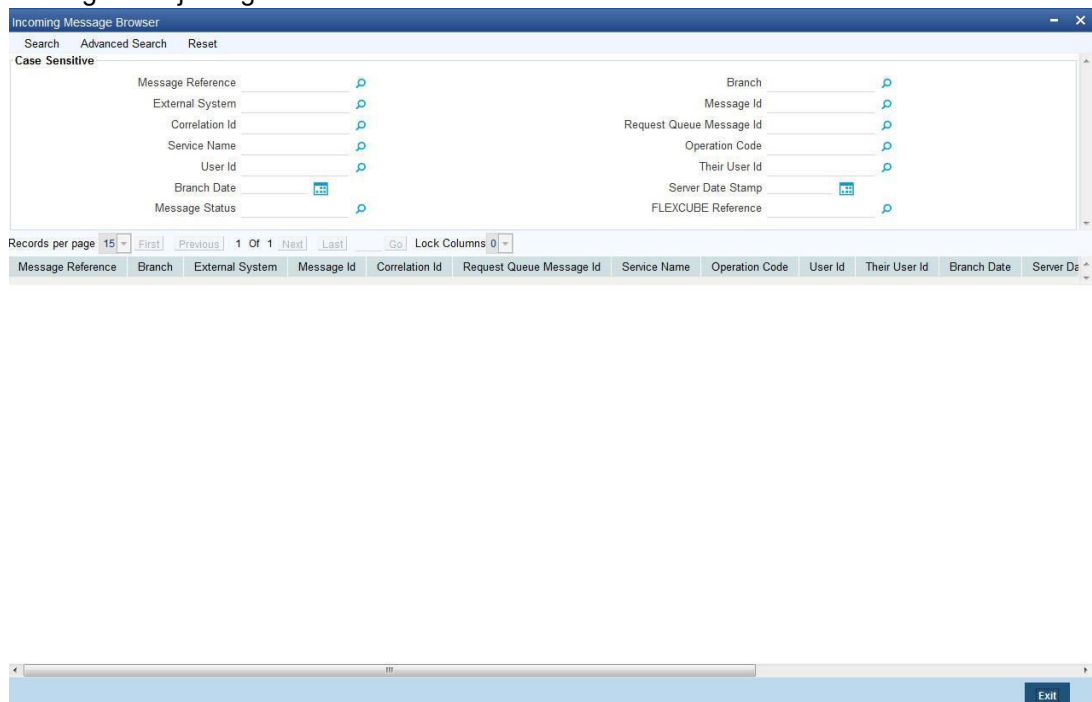 Incoming Message Browser
Search Advanced Search Reset
Case Sensitive
Message Reference Branch
External System Message Id
Correlation Id Request Queue Message Id
Service Name Operation Code
User Id Their User Id
Branch Date Server Date Stamp
Message Status FLEXCUBE Reference
Records per page 15 First Previous 1 Of 1 Next Last Go Lock Columns 0
Message Reference Branch External System Message Id Correlation Id Request Queue Message Id Service Name Operation Code User Id Their User Id Branch Date Server Da
Exit